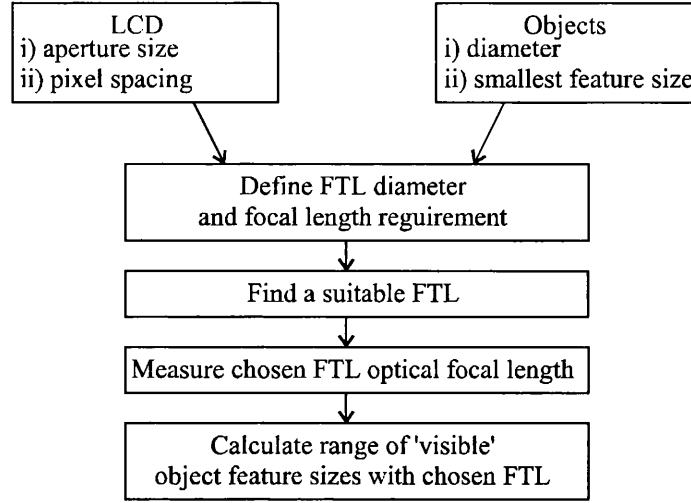 LCD
i) aperture size
ii) pixel spacing
Objects
i) diameter
ii) smallest feature size
Define FTL diameter
and focal length reguirement
Find a suitable FTL
Measure chosen FTL optical focal length
Calculate range of 'visible'
object feature sizes with chosen FTL